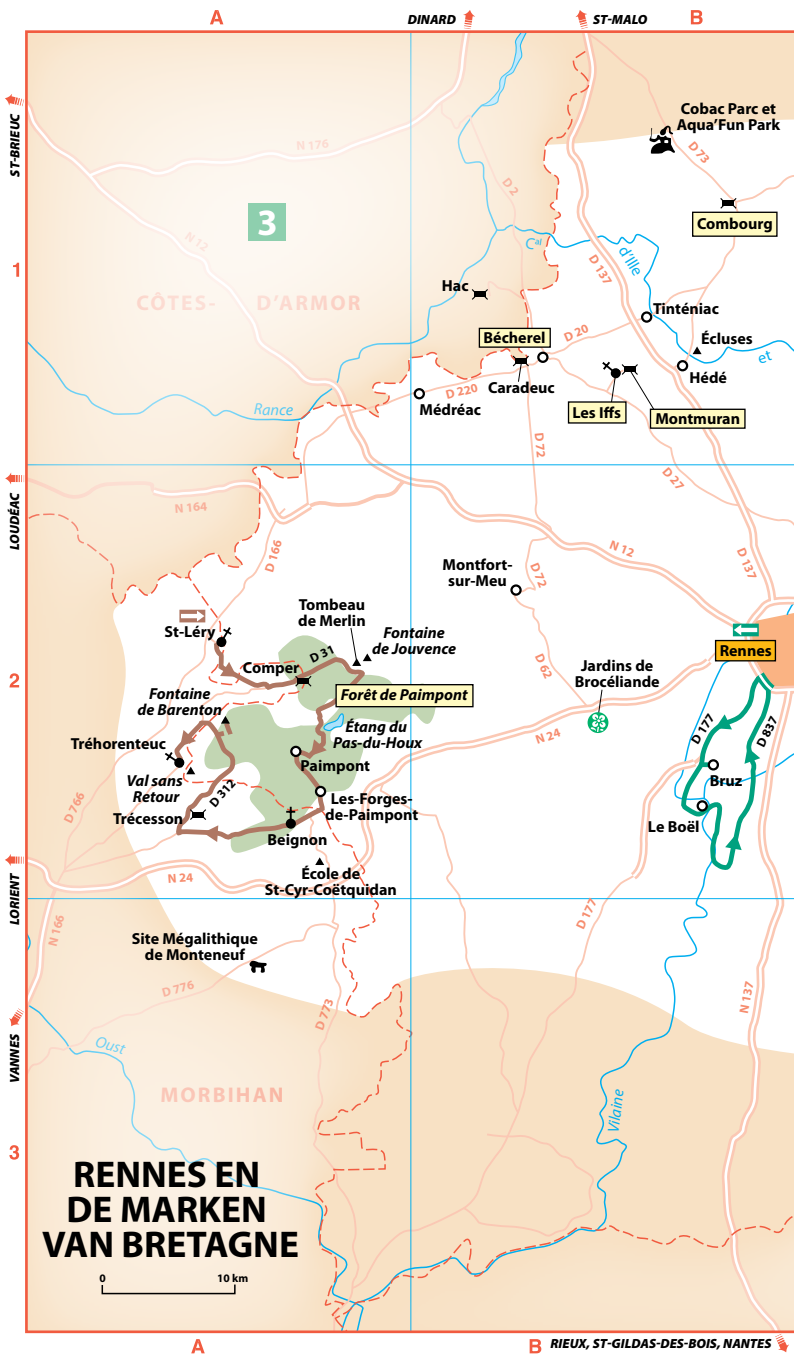 A
DINARD
ST-MALO
B
ST-BRIEUC
N 176
Cobac Parc et
Aqua'Fun Park
D 73
D 2
3
Combourg
N 12
Cal
d'Ille
1
D 137
Hac
CÔTES- D'ARMOR
Tinténiac
D 20
Bécherel
Écluses
et
Hédé
Caradeuc
D 220
Médréac
Les Iffs
Montmuran
Rance
D 72
D 27
LOUDÉAC
N 164
D 166
N 12
D 137
Montfort-
sur-Meu
D 72
Tombeau
de Merlin
St-Léry
Fontaine
de Jouvence
D 31
Rennes
Comper
D 62
Jardins de
Brocéliande
2
Fontaine
de Barenton
Forêt de Paimpont
Étang du
Pas-du-Houx
D 177
D 837
N 24
Tréhorenteuc
Paimpont
Bruz
Val sans
Retour
D 312
Les-Forges-
de-Paimpont
D 766
Trécesson
Le Boël
Beignon
École de
St-Cyr-Coëtquidan
N 24
LORIENT
D 177
N 166
Site Mégalithique
de Monteneuf
D 776
D 773
N 137
VANNES
Oust
MORBIHAN
Vilaine
3
RENNES EN
DE MARKEN
VAN BRETAGNE
0 10 km
A
B
RIEUX, ST-GILDAS-DES-BOIS, NANTES